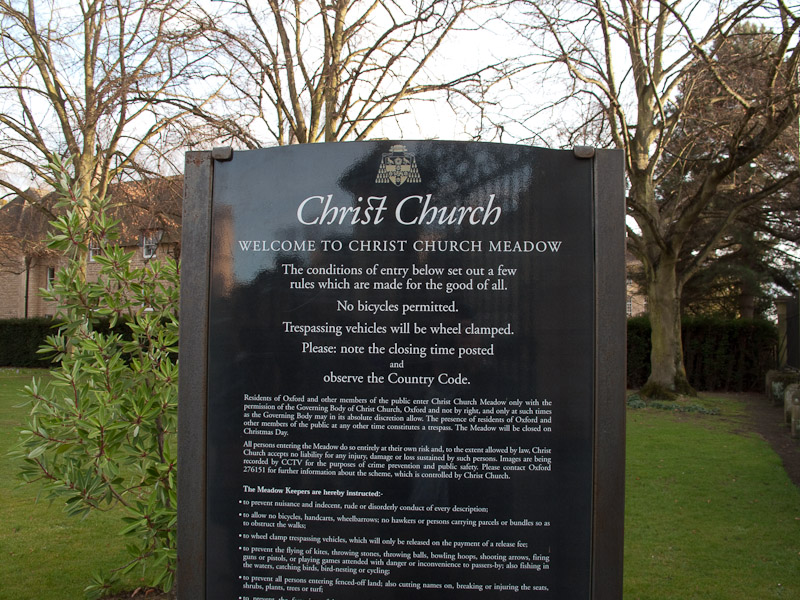 Christ Church
WELCOME TO CHRIST CHURCH MEADOW
The conditions of entry below set out a few
rules which are made for the good of all.
No bicycles permitted.
Trespassing vehicles will be wheel clamped.
Please: note the closing time posted
and
observe the Country Code.
Residents of Oxford and other members of the public enter Christ Church Meadow only with the
permission of the Governing Body of Christ Church, Oxford and not by right, and only at such times
as the Governing Body may in its absolute discretion allow. The presence of residents of Oxford and
other members of the public at any other time constitutes a trespass. The Meadow will be closed on
Christmas Day.
All persons entering the Meadow do so entirely at their own risk and, to the extent allowed by law, Christ
Church accepts no liability for any injury, damage or loss sustained by such persons. Images are being
recorded by CCTV for the purposes of crime prevention and public safety. Please contact Oxford
276151 for further information about the scheme, which is controlled by Christ Church.
The Meadow Keepers are hereby instructed:-
• to prevent nuisance and indecent, rude or disorderly conduct of every description;
• to allow no bicycles, handcarts, wheelbarrows; no hawkers or persons carrying parcels or bundles so as
to obstruct the walks;
• to wheel clamp trespassing vehicles, which will only be released on the payment of a release fee;
• to prevent the flying of kites, throwing stones, throwing balls, bowling hoops, shooting arrows, firing
guns or pistols, or playing games attended with danger or inconvenience to passers-by; also fishing in
the waters, catching birds, bird-nesting or cycling;
• to prevent all persons entering fenced-off land; also cutting names on, breaking or injuring the seats,
shrubs, plants, trees or turf;